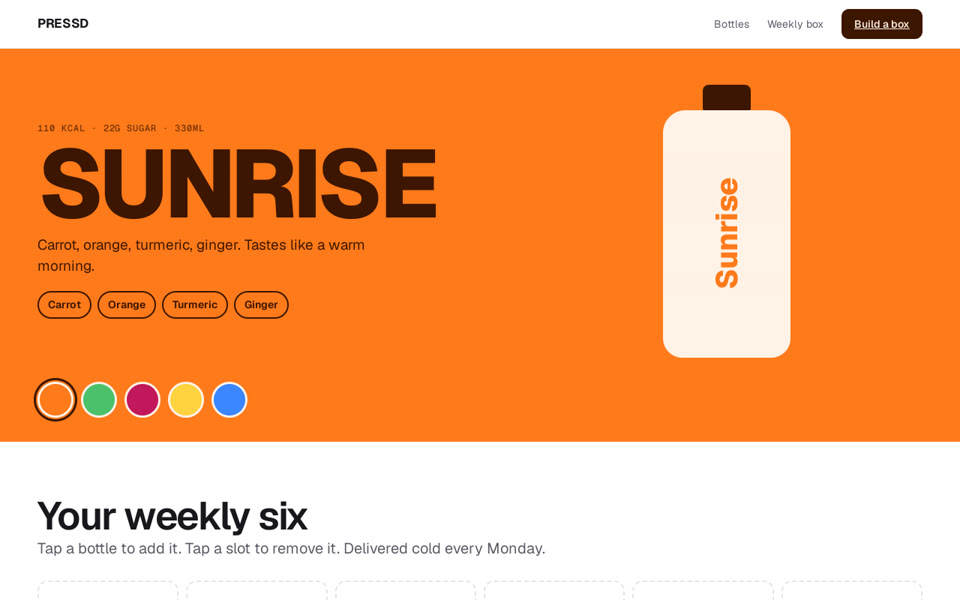 PRESSD
Bottles
Weekly box
Build a box
110 KCAL · 22G SUGAR · 330ML
SUNRISE
Carrot, orange, turmeric, ginger. Tastes like a warm
morning.
Carrot
Orange
Turmeric
Ginger
Sunrise
Your weekly six
Tap a bottle to add it. Tap a slot to remove it. Delivered cold every Monday.